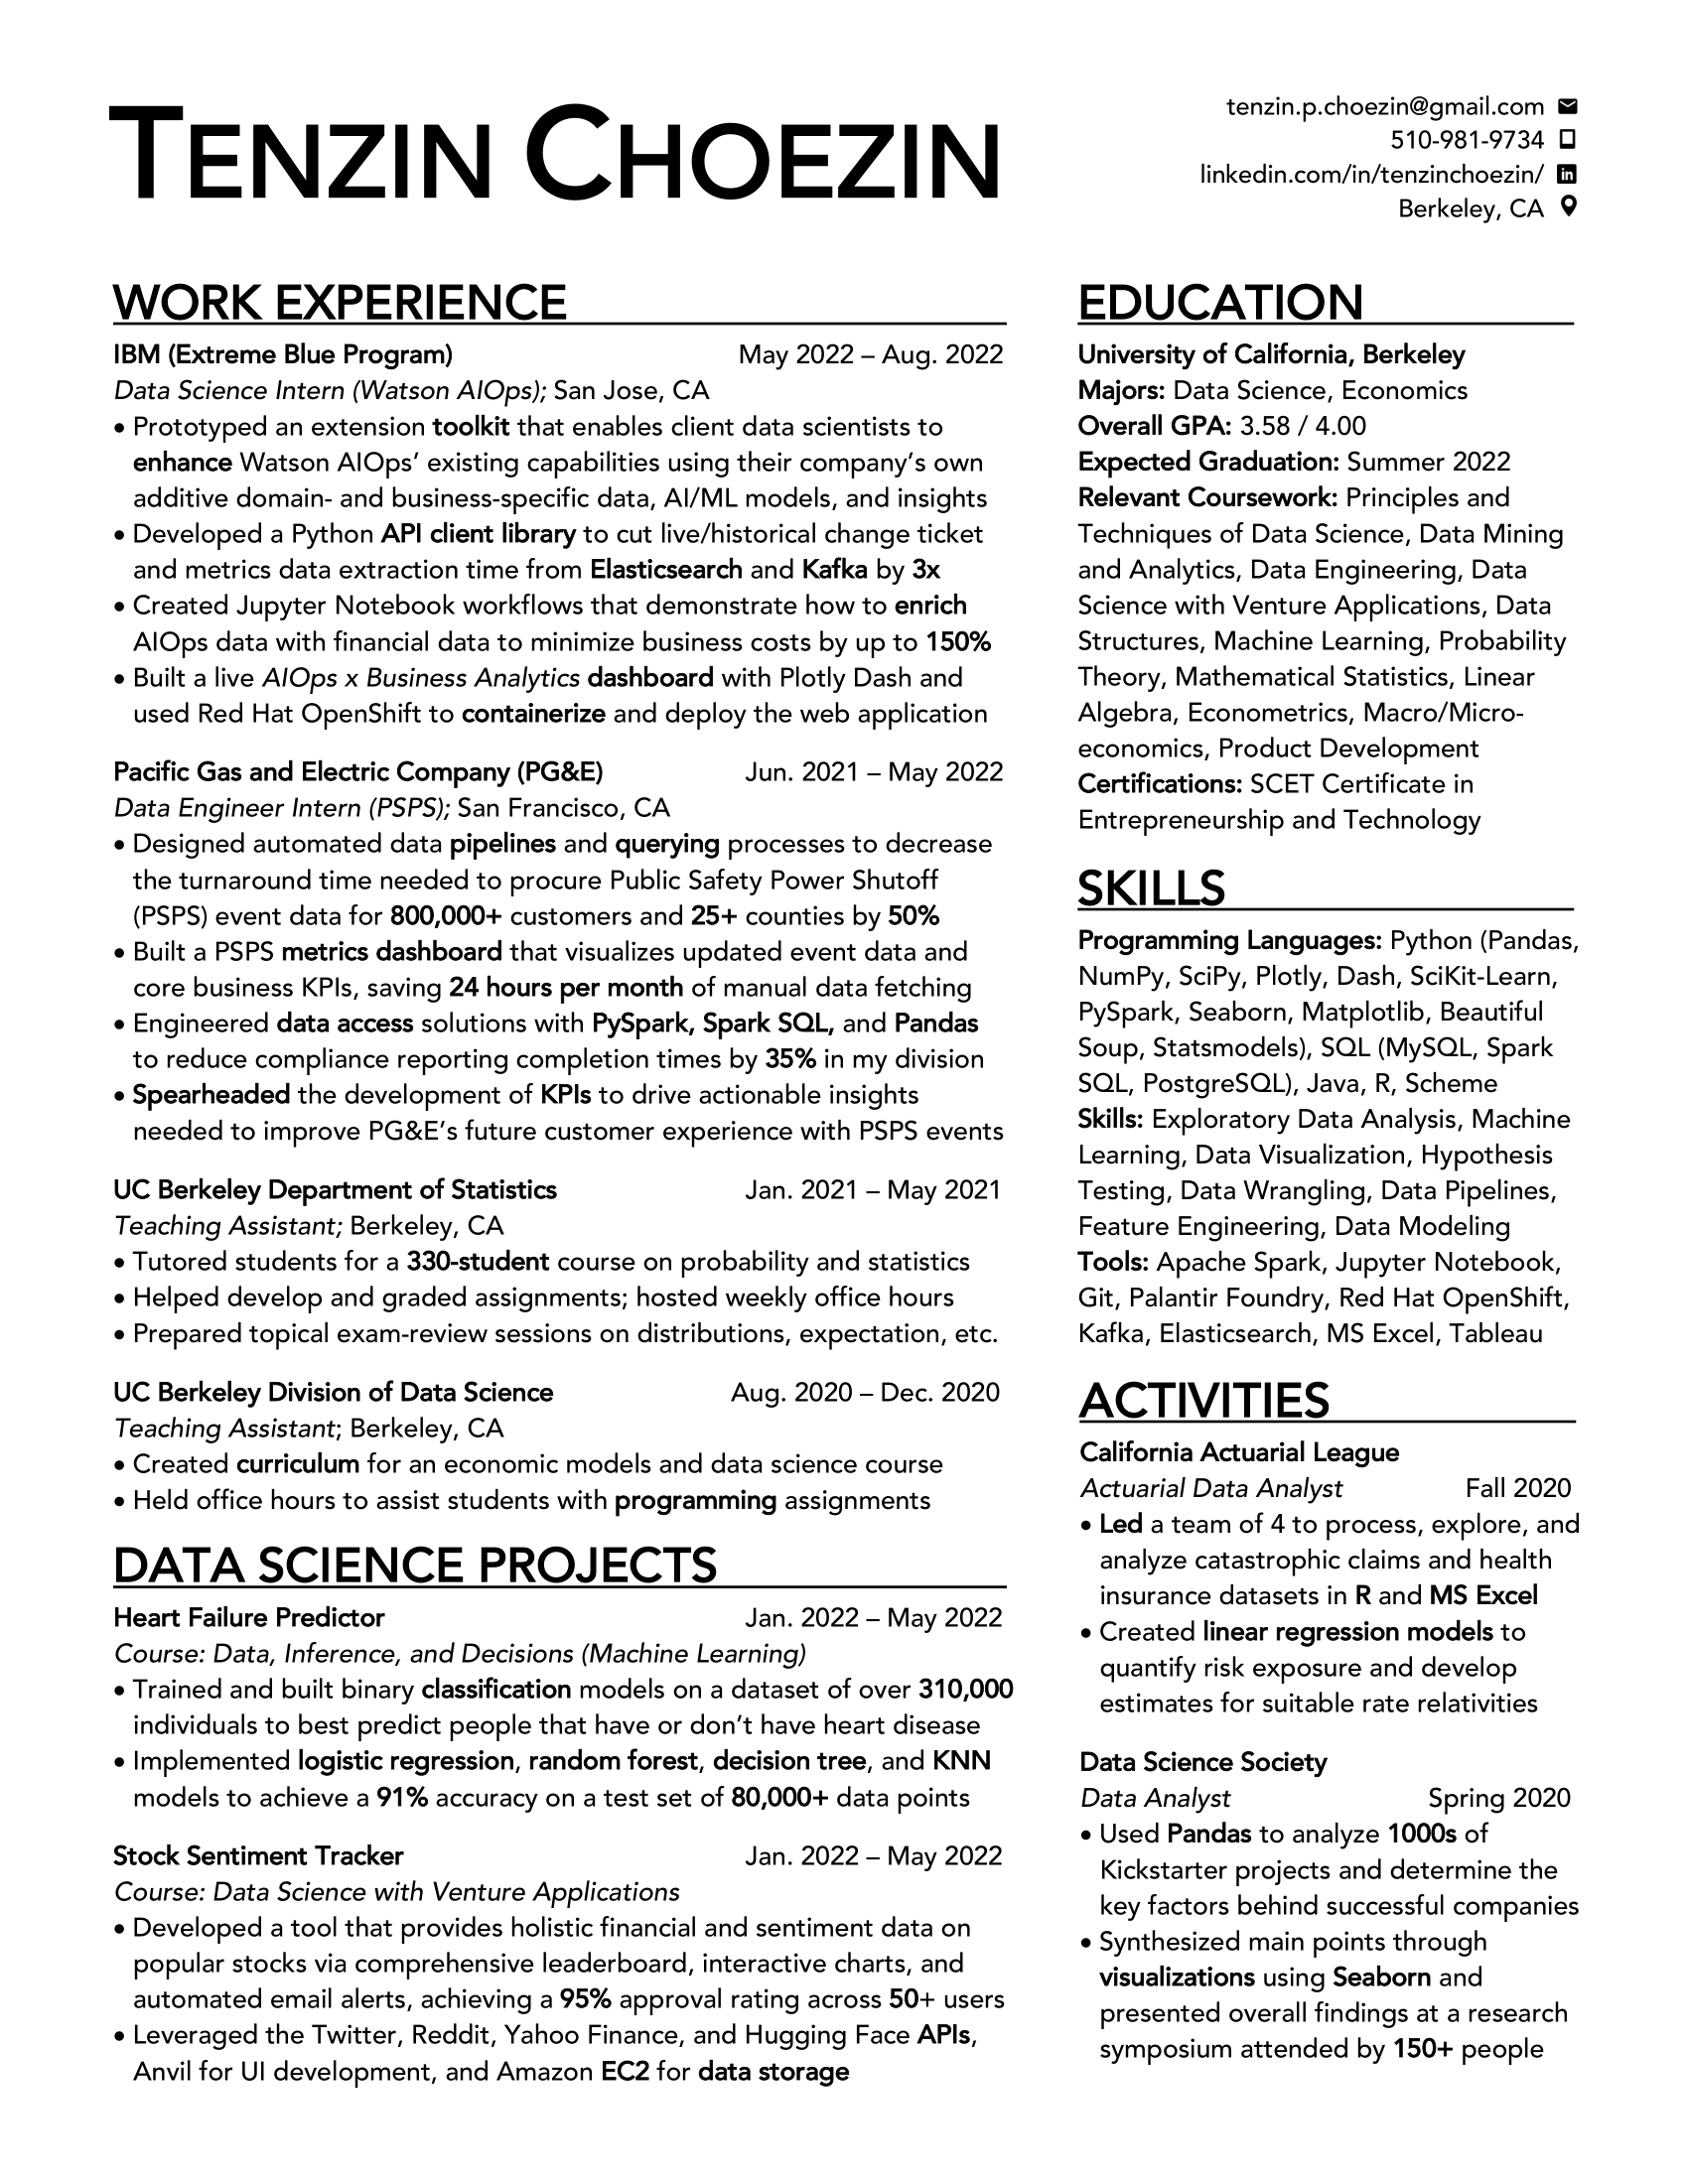 TENZIN CHOEZIN
tenzin.p.choezin@gmail.com
510-981-9734
linkedin.com/in/tenzinchoezin/
Berkeley, CA
WORK EXPERIENCE
IBM (Extreme Blue Program) May 2022 – Aug. 2022
Data Science Intern (Watson AIOps); San Jose, CA
• Prototyped an extension toolkit that enables client data scientists to
enhance Watson AIOps’ existing capabilities using their company’s own
additive domain- and business-specific data, AI/ML models, and insights
• Developed a Python API client library to cut live/historical change ticket
and metrics data extraction time from Elasticsearch and Kafka by 3x
• Created Jupyter Notebook workflows that demonstrate how to enrich
AIOps data with financial data to minimize business costs by up to 150%
• Built a live AIOps x Business Analytics dashboard with Plotly Dash and
used Red Hat OpenShift to containerize and deploy the web application
Pacific Gas and Electric Company (PG&E) Jun. 2021 – May 2022
Data Engineer Intern (PSPS); San Francisco, CA
• Designed automated data pipelines and querying processes to decrease
the turnaround time needed to procure Public Safety Power Shutoff
(PSPS) event data for 800,000+ customers and 25+ counties by 50%
• Built a PSPS metrics dashboard that visualizes updated event data and
core business KPIs, saving 24 hours per month of manual data fetching
• Engineered data access solutions with PySpark, Spark SQL, and Pandas
to reduce compliance reporting completion times by 35% in my division
• Spearheaded the development of KPIs to drive actionable insights
needed to improve PG&E’s future customer experience with PSPS events
UC Berkeley Department of Statistics Jan. 2021 – May 2021
Teaching Assistant; Berkeley, CA
• Tutored students for a 330-student course on probability and statistics
• Helped develop and graded assignments; hosted weekly office hours
• Prepared topical exam-review sessions on distributions, expectation, etc.
UC Berkeley Division of Data Science Aug. 2020 – Dec. 2020
Teaching Assistant; Berkeley, CA
• Created curriculum for an economic models and data science course
• Held office hours to assist students with programming assignments
DATA SCIENCE PROJECTS
Heart Failure Predictor Jan. 2022 – May 2022
Course: Data, Inference, and Decisions (Machine Learning)
• Trained and built binary classification models on a dataset of over 310,000
individuals to best predict people that have or don’t have heart disease
• Implemented logistic regression, random forest, decision tree, and KNN
models to achieve a 91% accuracy on a test set of 80,000+ data points
Stock Sentiment Tracker Jan. 2022 – May 2022
Course: Data Science with Venture Applications
• Developed a tool that provides holistic financial and sentiment data on
popular stocks via comprehensive leaderboard, interactive charts, and
automated email alerts, achieving a 95% approval rating across 50+ users
• Leveraged the Twitter, Reddit, Yahoo Finance, and Hugging Face APIs,
Anvil for UI development, and Amazon EC2 for data storage
EDUCATION
University of California, Berkeley
Majors: Data Science, Economics
Overall GPA: 3.58 / 4.00
Expected Graduation: Summer 2022
Relevant Coursework: Principles and
Techniques of Data Science, Data Mining
and Analytics, Data Engineering, Data
Science with Venture Applications, Data
Structures, Machine Learning, Probability
Theory, Mathematical Statistics, Linear
Algebra, Econometrics, Macro/Micro-
economics, Product Development
Certifications: SCET Certificate in
Entrepreneurship and Technology
SKILLS
Programming Languages: Python (Pandas,
NumPy, SciPy, Plotly, Dash, SciKit-Learn,
PySpark, Seaborn, Matplotlib, Beautiful
Soup, Statsmodels), SQL (MySQL, Spark
SQL, PostgreSQL), Java, R, Scheme
Skills: Exploratory Data Analysis, Machine
Learning, Data Visualization, Hypothesis
Testing, Data Wrangling, Data Pipelines,
Feature Engineering, Data Modeling
Tools: Apache Spark, Jupyter Notebook,
Git, Palantir Foundry, Red Hat OpenShift,
Kafka, Elasticsearch, MS Excel, Tableau
ACTIVITIES
California Actuarial League
Actuarial Data Analyst Fall 2020
• Led a team of 4 to process, explore, and
analyze catastrophic claims and health
insurance datasets in R and MS Excel
• Created linear regression models to
quantify risk exposure and develop
estimates for suitable rate relativities
Data Science Society
Data Analyst Spring 2020
• Used Pandas to analyze 1000s of
Kickstarter projects and determine the
key factors behind successful companies
• Synthesized main points through
visualizations using Seaborn and
presented overall findings at a research
symposium attended by 150+ people